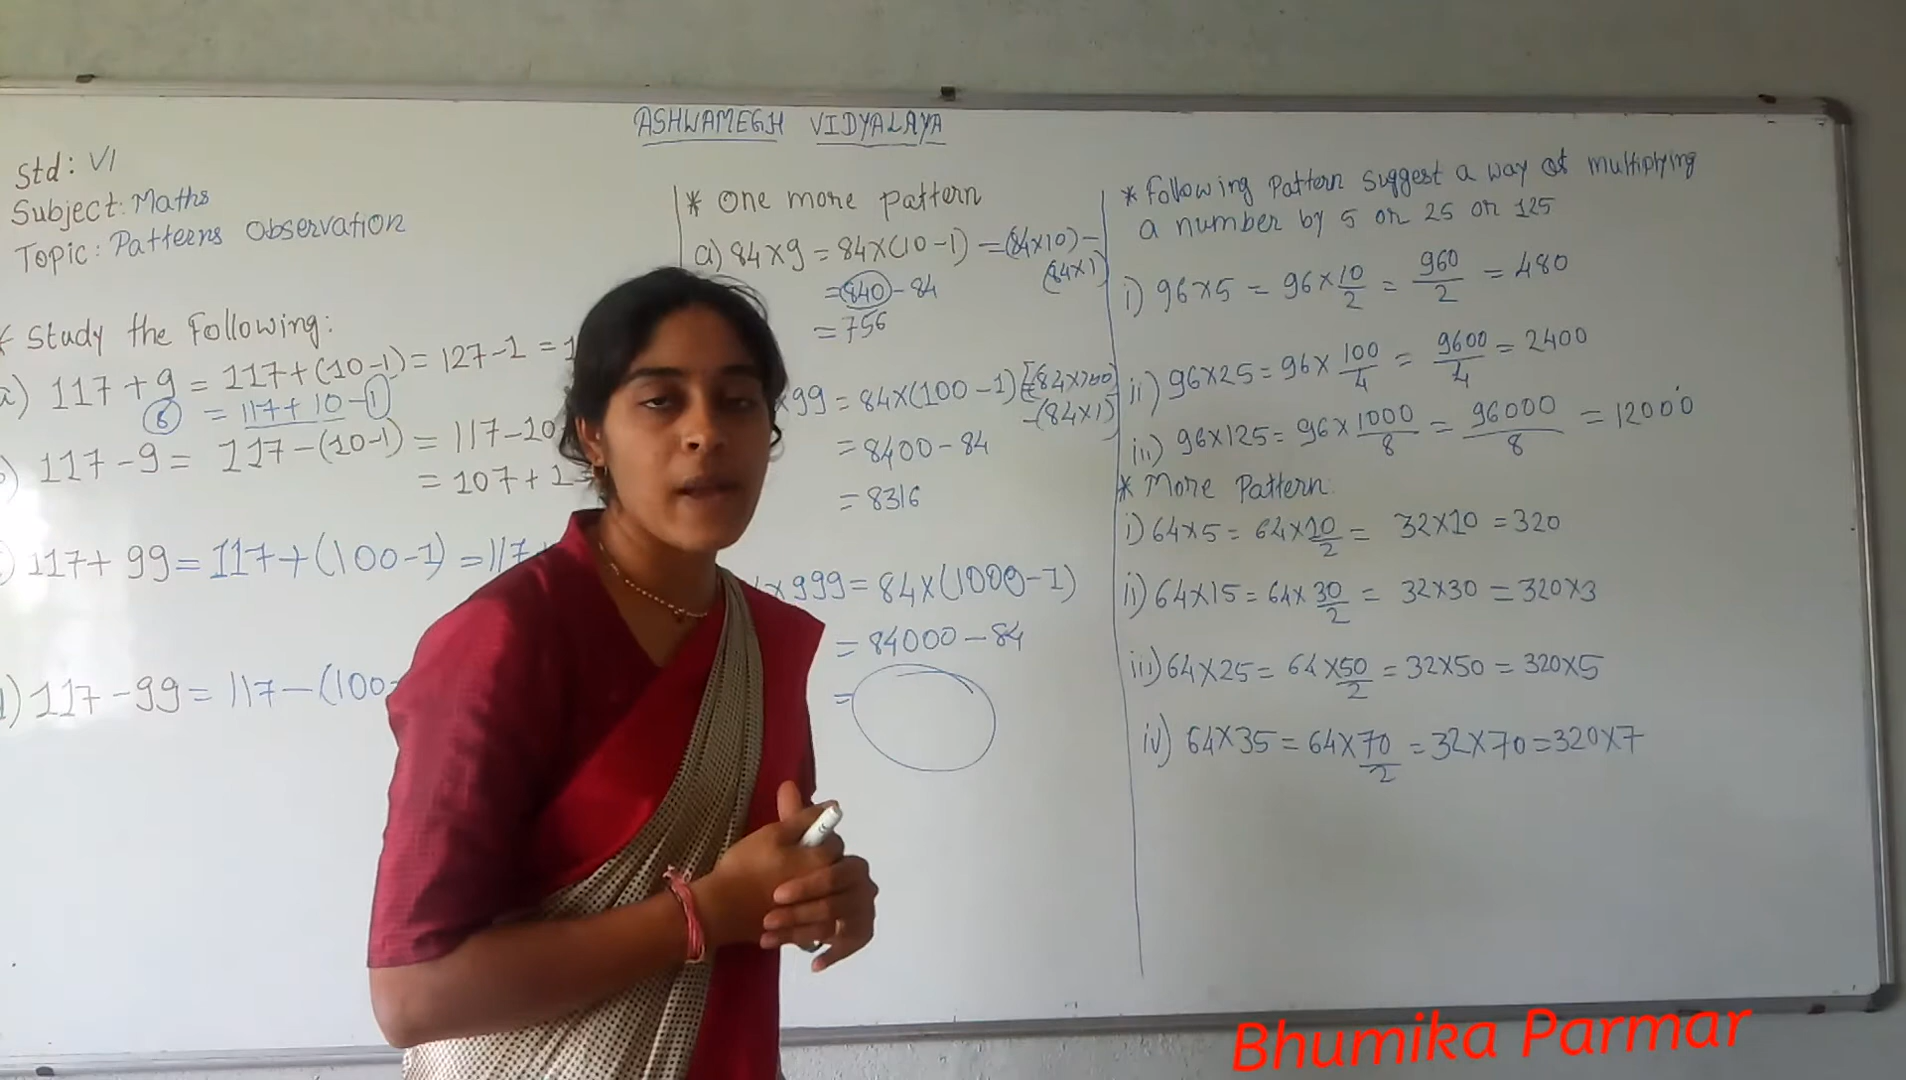 ASHWAMEGH VIDYALAYA
Std: VI
Subject: Maths
Topic: Patteens observation
* Study the Following:
a) 117 + 9 = 117+(10-1) = 127-1 = 1
6 = 117+10-1
117-9 = 117-(10-1) = 117-10
= 107+1=
117+99=117+(100-1)=117
117-99= 117-(100-
* One more pattern
a) 84×9 = 84×(10-1) = (84×10)-
(84×1)
= 840-84
= 756
×99 = 84×(100-1)
-(84×1)
= 8400-84
= 8316
×999=84×(1000-1)
= 84000-84
=
* Following Pattern suggest a way of multiplying
a number by 5 or 25 or 125
i) 96×5 = 96×10/2 = 960/2 = 480
ii) 96×25=96×100/4 = 9600/4 = 2400
iii) 96×125=96×1000/8 = 96000/8 = 12000
* More Pattern:
i) 64×5= 64×10/2 = 32×10 = 320
ii) 64×15=64×30/2 = 32×30 = 320×3
iii) 64×25= 64×50/2 = 32×50 = 320×5
iv) 64×35=64×70/2 = 32×70=320×7
Bhumika Parmar